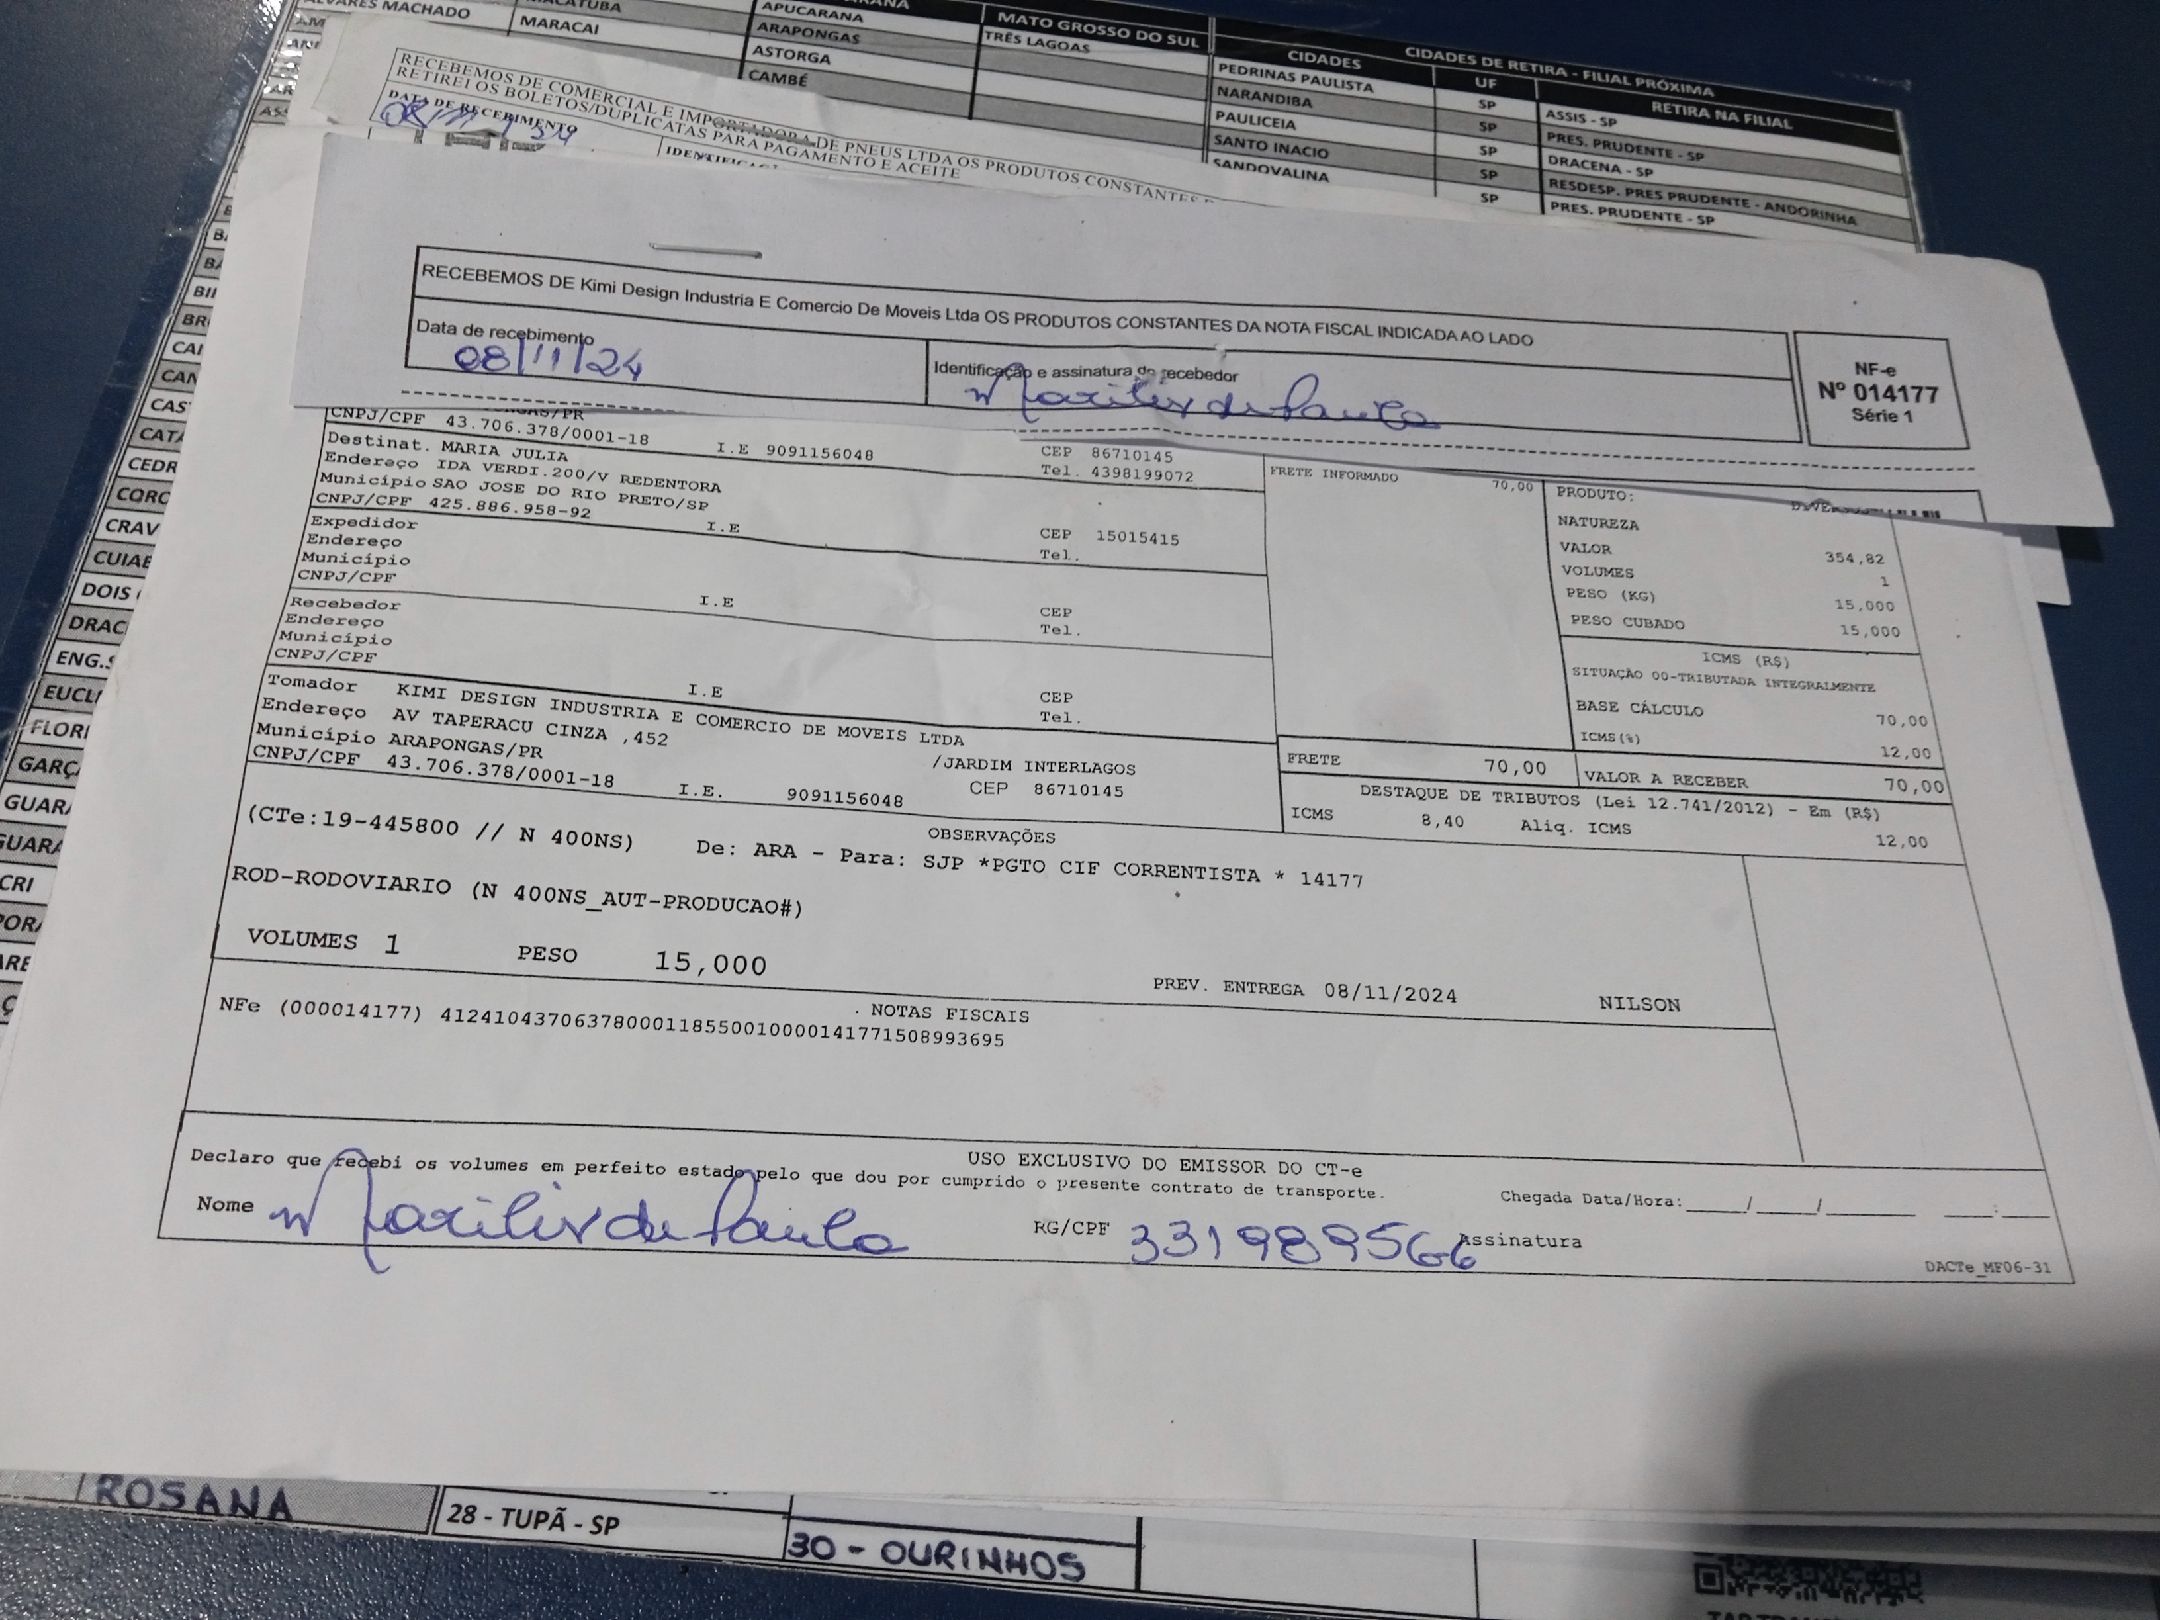 ALVARES MACHADO
MARACAI
APUCARANA
ARAPONGAS
ASTORGA
CAMBÉ
MATO GROSSO DO SUL
TRÊS LAGOAS
CIDADES DE RETIRA - FILIAL PRÓXIMA
CIDADES UF RETIRA NA FILIAL
PEDRINAS PAULISTA SP ASSIS - SP
NARANDIBA SP PRES. PRUDENTE - SP
PAULICEIA SP DRACENA - SP
SANTO INACIO SP RESDESP. PRES PRUDENTE - ANDORINHA
SANDOVALINA SP PRES. PRUDENTE - SP
RECEBEMOS DE COMERCIAL E IMPORTADORA DE PNEUS LTDA OS PRODUTOS CONSTANTES
RETIREI OS BOLETOS/DUPLICATAS PARA PAGAMENTO E ACEITE
DATA DE RECEBIMENTO
RECEBEMOS DE Kimi Design Industria E Comercio De Moveis Ltda OS PRODUTOS CONSTANTES DA NOTA FISCAL INDICADA AO LADO
Data de recebimento
08/11/24
Identificação e assinatura do recebedor
NF-e
Nº 014177
Série 1
CNPJ/CPF 43.706.378/0001-18 I.E 9091156048 CEP 86710145
Tel. 4398199072
Destinat. MARIA JULIA
Endereço IDA VERDI.200/V REDENTORA
Município SAO JOSE DO RIO PRETO/SP CEP 15015415
CNPJ/CPF 425.886.958-92 I.E Tel.
Expedidor
Endereço
Município CEP
CNPJ/CPF I.E Tel.
Recebedor
Endereço
Município CEP
CNPJ/CPF I.E Tel.
Tomador KIMI DESIGN INDUSTRIA E COMERCIO DE MOVEIS LTDA
Endereço AV TAPERACU CINZA ,452 /JARDIM INTERLAGOS
Município ARAPONGAS/PR CEP 86710145
CNPJ/CPF 43.706.378/0001-18 I.E. 9091156048
FRETE INFORMADO 70,00
PRODUTO:
NATUREZA
VALOR 354,82
VOLUMES 1
PESO (KG) 15,000
PESO CUBADO 15,000
ICMS (R$)
SITUAÇÃO 00-TRIBUTADA INTEGRALMENTE
BASE CÁLCULO 70,00
ICMS(%) 12,00
FRETE 70,00 VALOR A RECEBER 70,00
DESTAQUE DE TRIBUTOS (Lei 12.741/2012) - Em (R$)
ICMS 8,40 Aliq. ICMS 12,00
OBSERVAÇÕES
(CTe:19-445800 // N 400NS) De: ARA - Para: SJP *PGTO CIF CORRENTISTA * 14177
ROD-RODOVIARIO (N 400NS_AUT-PRODUCAO#)
VOLUMES 1 PESO 15,000
PREV. ENTREGA 08/11/2024 NILSON
NOTAS FISCAIS
NFe (000014177) 41241043706378000118550010000141771508993695
USO EXCLUSIVO DO EMISSOR DO CT-e
Declaro que recebi os volumes em perfeito estado pelo que dou por cumprido o presente contrato de transporte.
Chegada Data/Hora:____/____/______ ____:____
Nome
RG/CPF 331989566 Assinatura
DACTe_MF06-31
ROSANA
28 - TUPÃ - SP
30 - OURINHOS